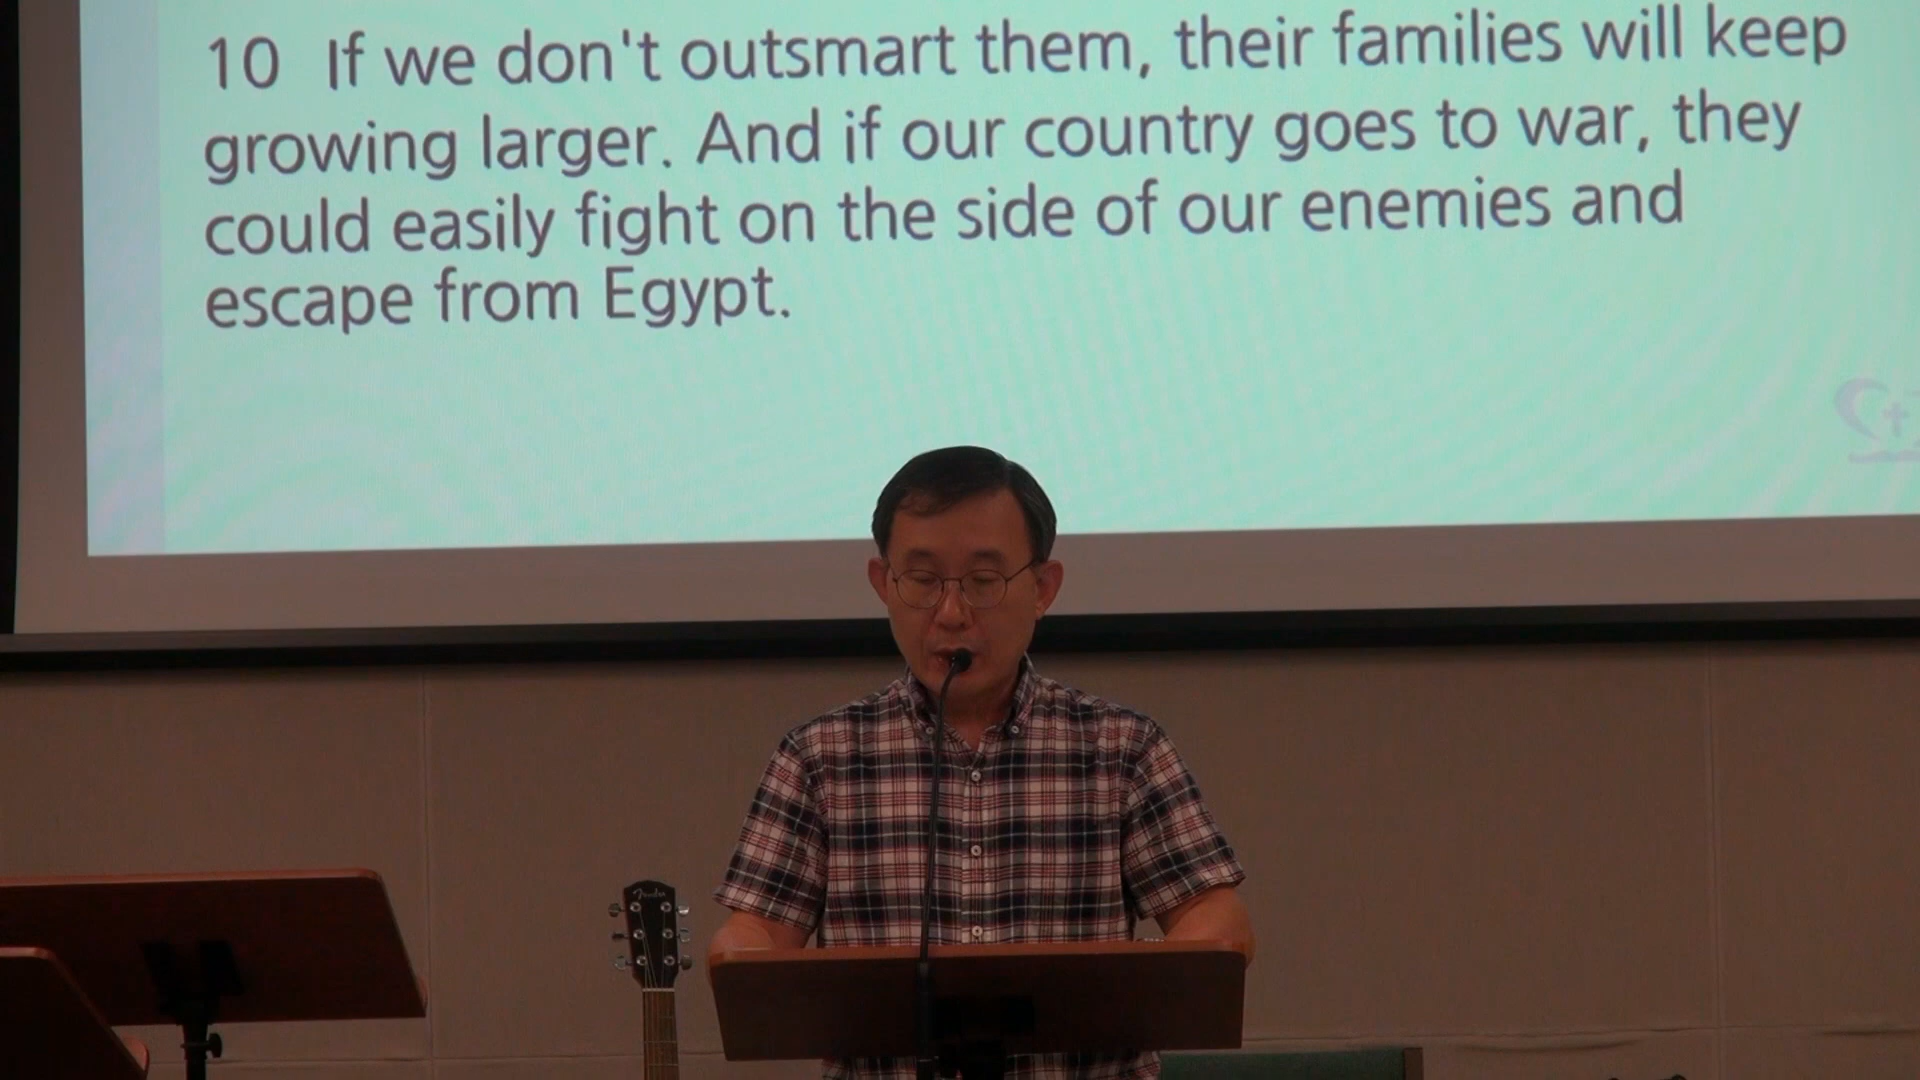 10 If we don't outsmart them, their families will keep
growing larger. And if our country goes to war, they
could easily fight on the side of our enemies and
escape from Egypt.
Fender